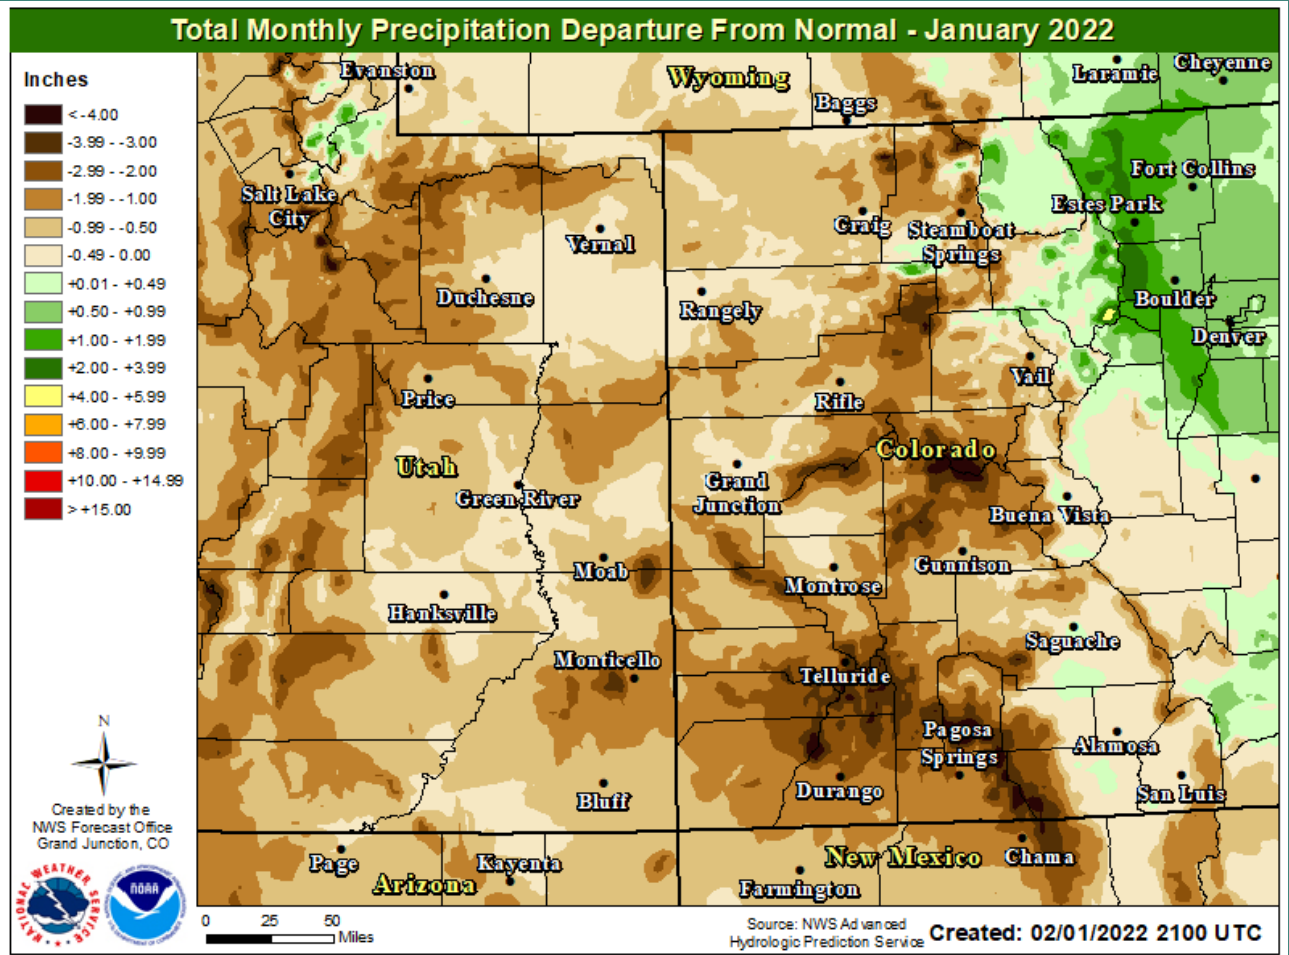 Total Monthly Precipitation Departure From Normal - January 2022
Inches
< -4.00
-3.99 - -3.00
-2.99 - -2.00
-1.99 - -1.00
-0.99 - -0.50
-0.49 - 0.00
+0.01 - +0.49
+0.50 - +0.99
+1.00 - +1.99
+2.00 - +3.99
+4.00 - +5.99
+6.00 - +7.99
+8.00 - +9.99
+10.00 - +14.99
> +15.00
Evanston
Wyoming
Baggs
Laramie
Cheyenne
Salt Lake
City
Vernal
Duchesne
Craig
Steamboat
Springs
Fort Collins
Estes Park
Rangely
Boulder
Denver
Vail
Price
Rifle
Utah
Colorado
Green River
Grand
Junction
Buena Vista
Moab
Montrose
Gunnison
Hanksville
Saguache
Monticello
Telluride
Pagosa
Springs
Alamosa
Bluff
Durango
San Luis
Page
Kayenta
Arizona
New Mexico
Chama
Farmington
N
Created by the
NWS Forecast Office
Grand Junction, CO
NATIONAL WEATHER SERVICE
NOAA
0 25 50
Miles
Source: NWS Advanced
Hydrologic Prediction Service
Created: 02/01/2022 2100 UTC